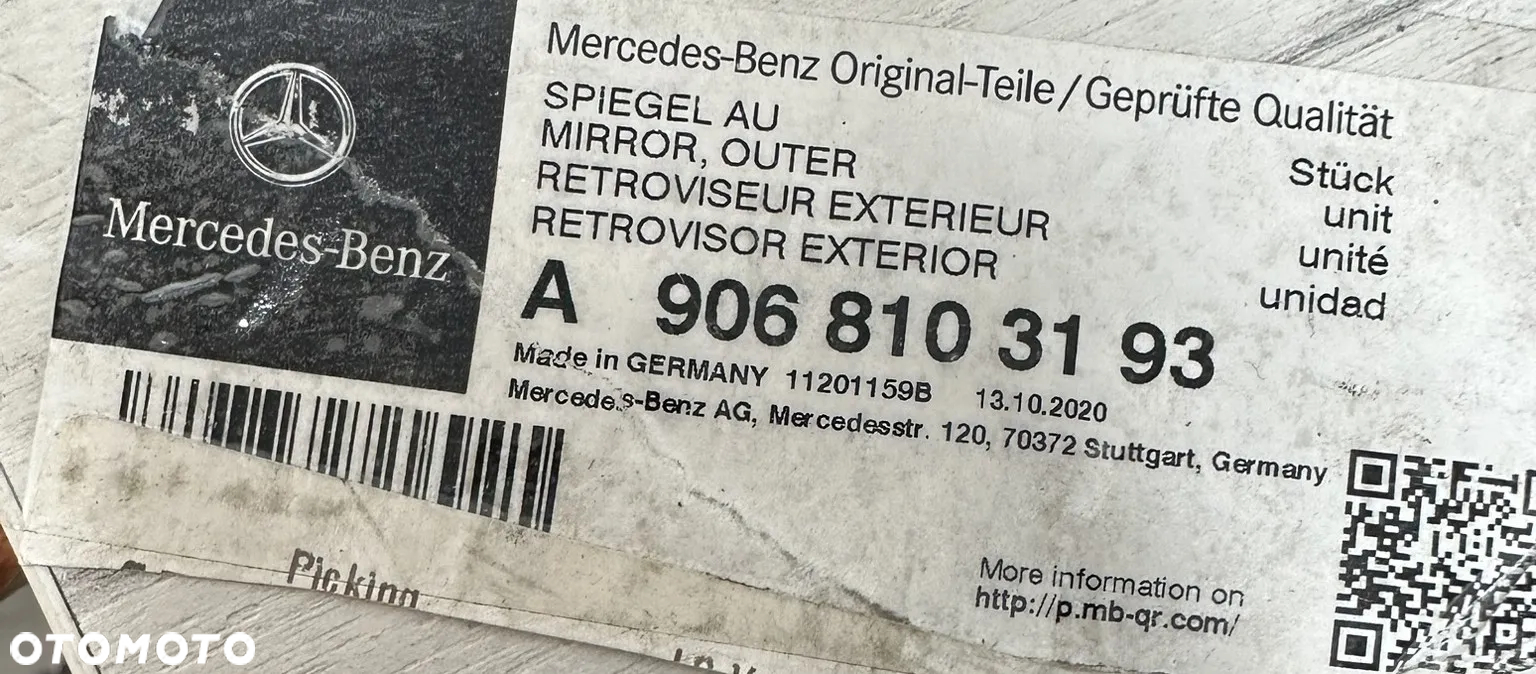 Mercedes-Benz
Mercedes-Benz Original-Teile/Geprüfte Qualität
SPIEGEL AU
MIRROR, OUTER
RETROVISEUR EXTERIEUR
RETROVISOR EXTERIOR
Stück
unit
unité
unidad
A 906 810 31 93
Made in GERMANY 11201159B 13.10.2020
Mercedes-Benz AG, Mercedesstr. 120, 70372 Stuttgart, Germany
More information on
http://p.mb-qr.com/
Picking
OTOMOTO